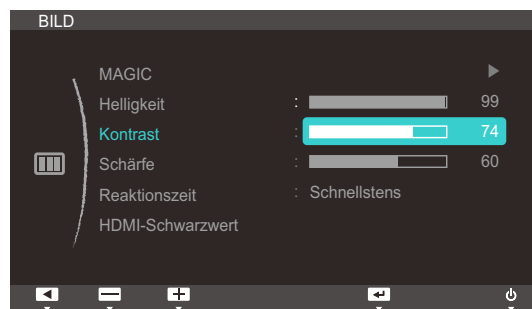 BILD
MAGIC
Helligkeit : 99
Kontrast : 74
Schärfe : 60
Reaktionszeit : Schnellstens
HDMI-Schwarzwert